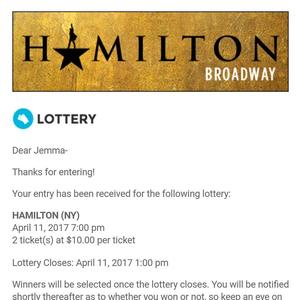 HAMILTON
BROADWAY
LOTTERY
Dear Jemma-
Thanks for entering!
Your entry has been received for the following lottery:
HAMILTON (NY)
April 11, 2017 7:00 pm
2 ticket(s) at $10.00 per ticket
Lottery Closes: April 11, 2017 1:00 pm
Winners will be selected once the lottery closes. You will be notified
shortly thereafter as to whether you won or not, so keep an eye on